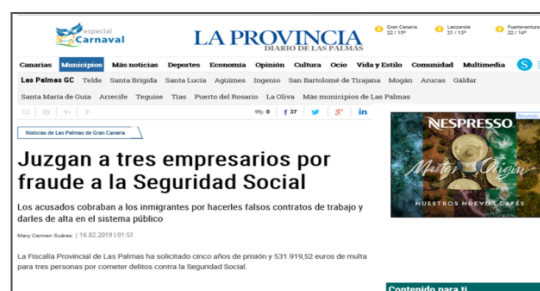 especial
Carnaval
LA PROVINCIA
DIARIO DE LAS PALMAS
Gran Canaria
22 / 15º
Lanzarote
21 / 13º
Fuerteventura
22 / 14º
Canarias Municipios Más noticias Deportes Economía Opinión Cultura Ocio Vida y Estilo Comunidad Multimedia S
Las Palmas GC Telde Santa Brígida Santa Lucía Agüimes Ingenio San Bartolomé de Tirajana Mogán Arucas Gáldar
Santa María de Guía Arrecife Teguise Tías Puerto del Rosario La Oliva Más municipios de Las Palmas
0 f 37 in
Noticias de Las Palmas de Gran Canaria
Juzgan a tres empresarios por
fraude a la Seguridad Social
Los acusados cobraban a los inmigrantes por hacerles falsos contratos de trabajo y
darles de alta en el sistema público
Mary Carmen Suárez | 16.02.2019 | 01:51
La Fiscalía Provincial de Las Palmas ha solicitado cinco años de prisión y 531.919,52 euros de multa
para tres personas por cometer delitos contra la Seguridad Social.
NESPRESSO
Master Origin
NUESTROS NUEVOS CAFÉS
Contenido para ti